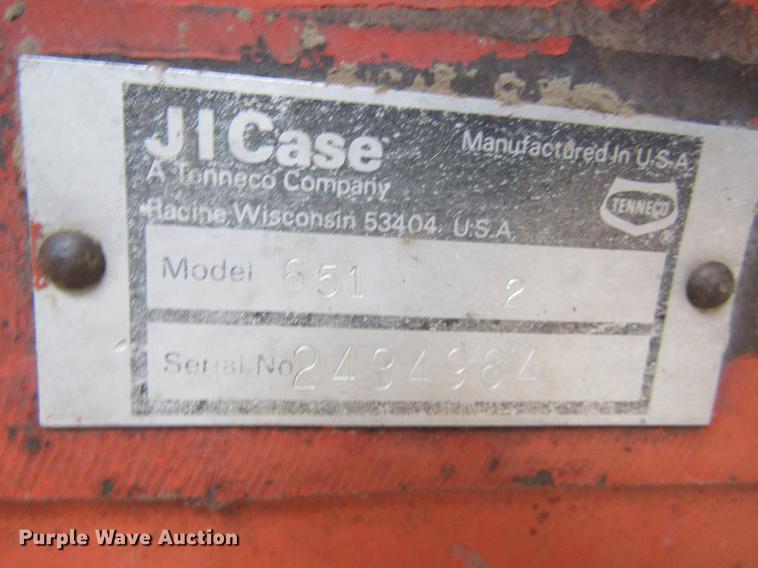 JI Case
A Tenneco Company
Racine, Wisconsin 53404 U.S.A.
Manufactured In U.S.A.
TENNECO
®
Model 651 2
Serial No 2434964
Purple Wave Auction